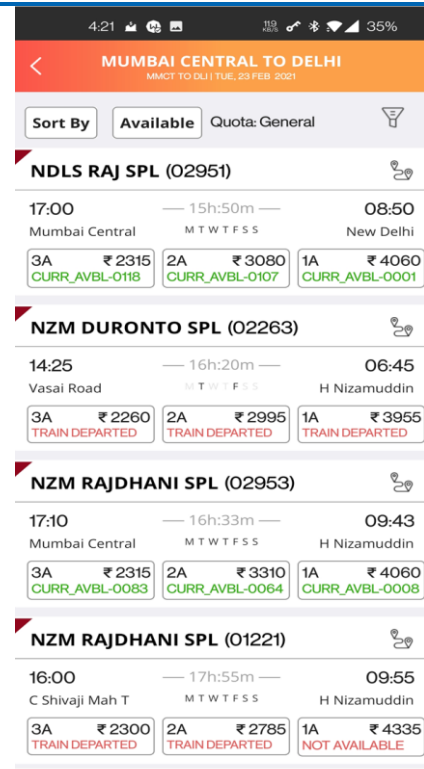 4:21 11.9 KB/S 35%
MUMBAI CENTRAL TO DELHI
MMCT TO DLI | TUE, 23 FEB 2021
Sort By Available Quota: General
NDLS RAJ SPL (02951)
17:00 — 15h:50m — 08:50
Mumbai Central M T W T F S S New Delhi
3A ₹ 2315 2A ₹ 3080 1A ₹ 4060
CURR_AVBL-0118 CURR_AVBL-0107 CURR_AVBL-0001
NZM DURONTO SPL (02263)
14:25 — 16h:20m — 06:45
Vasai Road M T W T F S S H Nizamuddin
3A ₹ 2260 2A ₹ 2995 1A ₹ 3955
TRAIN DEPARTED TRAIN DEPARTED TRAIN DEPARTED
NZM RAJDHANI SPL (02953)
17:10 — 16h:33m — 09:43
Mumbai Central M T W T F S S H Nizamuddin
3A ₹ 2315 2A ₹ 3310 1A ₹ 4060
CURR_AVBL-0083 CURR_AVBL-0064 CURR_AVBL-0008
NZM RAJDHANI SPL (01221)
16:00 — 17h:55m — 09:55
C Shivaji Mah T M T W T F S S H Nizamuddin
3A ₹ 2300 2A ₹ 2785 1A ₹ 4335
TRAIN DEPARTED TRAIN DEPARTED NOT AVAILABLE